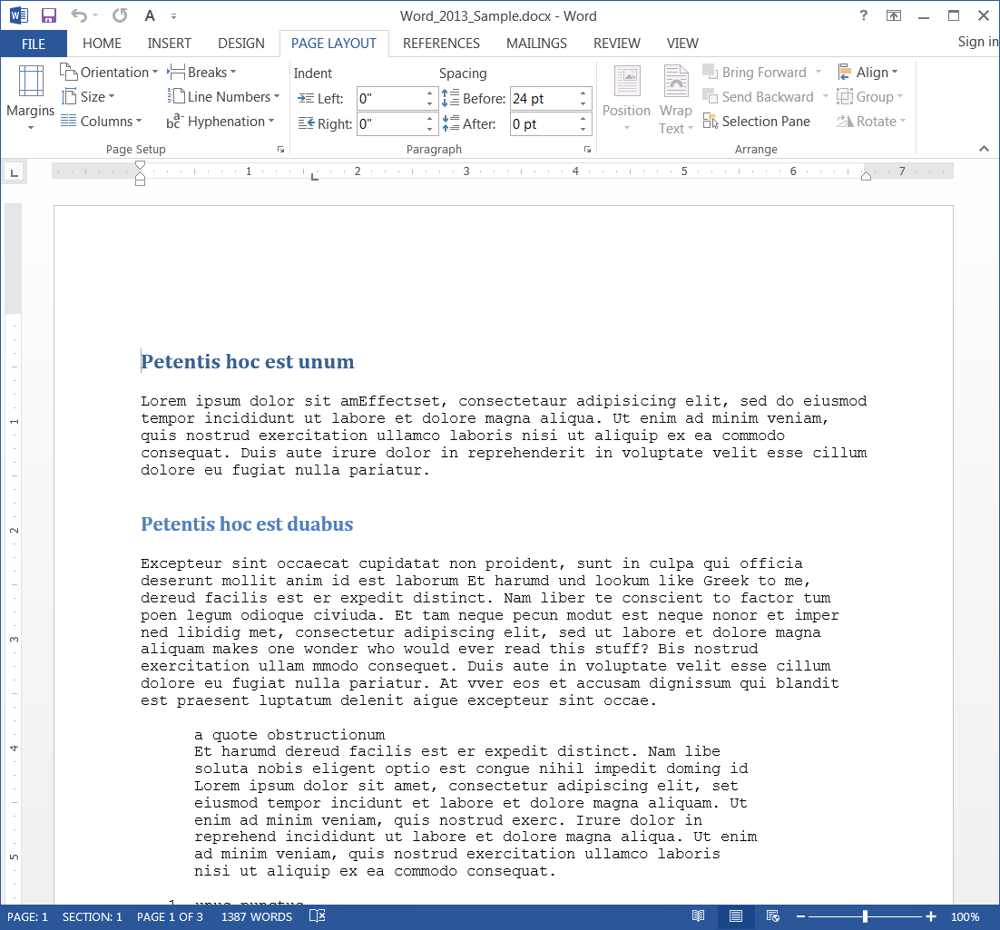 Word_2013_Sample.docx - Word
FILE HOME INSERT DESIGN PAGE LAYOUT REFERENCES MAILINGS REVIEW VIEW Sign in
Margins
Orientation
Size
Columns
Breaks
Line Numbers
Hyphenation
Page Setup
Indent
Left: 0"
Right: 0"
Spacing
Before: 24 pt
After: 0 pt
Paragraph
Position
Wrap
Text
Bring Forward
Send Backward
Selection Pane
Align
Group
Rotate
Arrange
1 2 3 4 5 6 7
Petentis hoc est unum
Lorem ipsum dolor sit amEffectset, consectetaur adipisicing elit, sed do eiusmod
tempor incididunt ut labore et dolore magna aliqua. Ut enim ad minim veniam,
quis nostrud exercitation ullamco laboris nisi ut aliquip ex ea commodo
consequat. Duis aute irure dolor in reprehenderit in voluptate velit esse cillum
dolore eu fugiat nulla pariatur.
Petentis hoc est duabus
Excepteur sint occaecat cupidatat non proident, sunt in culpa qui officia
deserunt mollit anim id est laborum Et harumd und lookum like Greek to me,
dereud facilis est er expedit distinct. Nam liber te conscient to factor tum
poen legum odioque civiuda. Et tam neque pecun modut est neque nonor et imper
ned libidig met, consectetur adipiscing elit, sed ut labore et dolore magna
aliquam makes one wonder who would ever read this stuff? Bis nostrud
exercitation ullam mmodo consequet. Duis aute in voluptate velit esse cillum
dolore eu fugiat nulla pariatur. At vver eos et accusam dignissum qui blandit
est praesent luptatum delenit aigue excepteur sint occae.
a quote obstructionum
Et harumd dereud facilis est er expedit distinct. Nam libe
soluta nobis eligent optio est congue nihil impedit doming id
Lorem ipsum dolor sit amet, consectetur adipiscing elit, set
eiusmod tempor incidunt et labore et dolore magna aliquam. Ut
enim ad minim veniam, quis nostrud exerc. Irure dolor in
reprehend incididunt ut labore et dolore magna aliqua. Ut enim
ad minim veniam, quis nostrud exercitation ullamco laboris
nisi ut aliquip ex ea commodo consequat.
1. unus punctus
1
2
3
4
5
PAGE: 1 SECTION: 1 PAGE 1 OF 3 1387 WORDS 100%